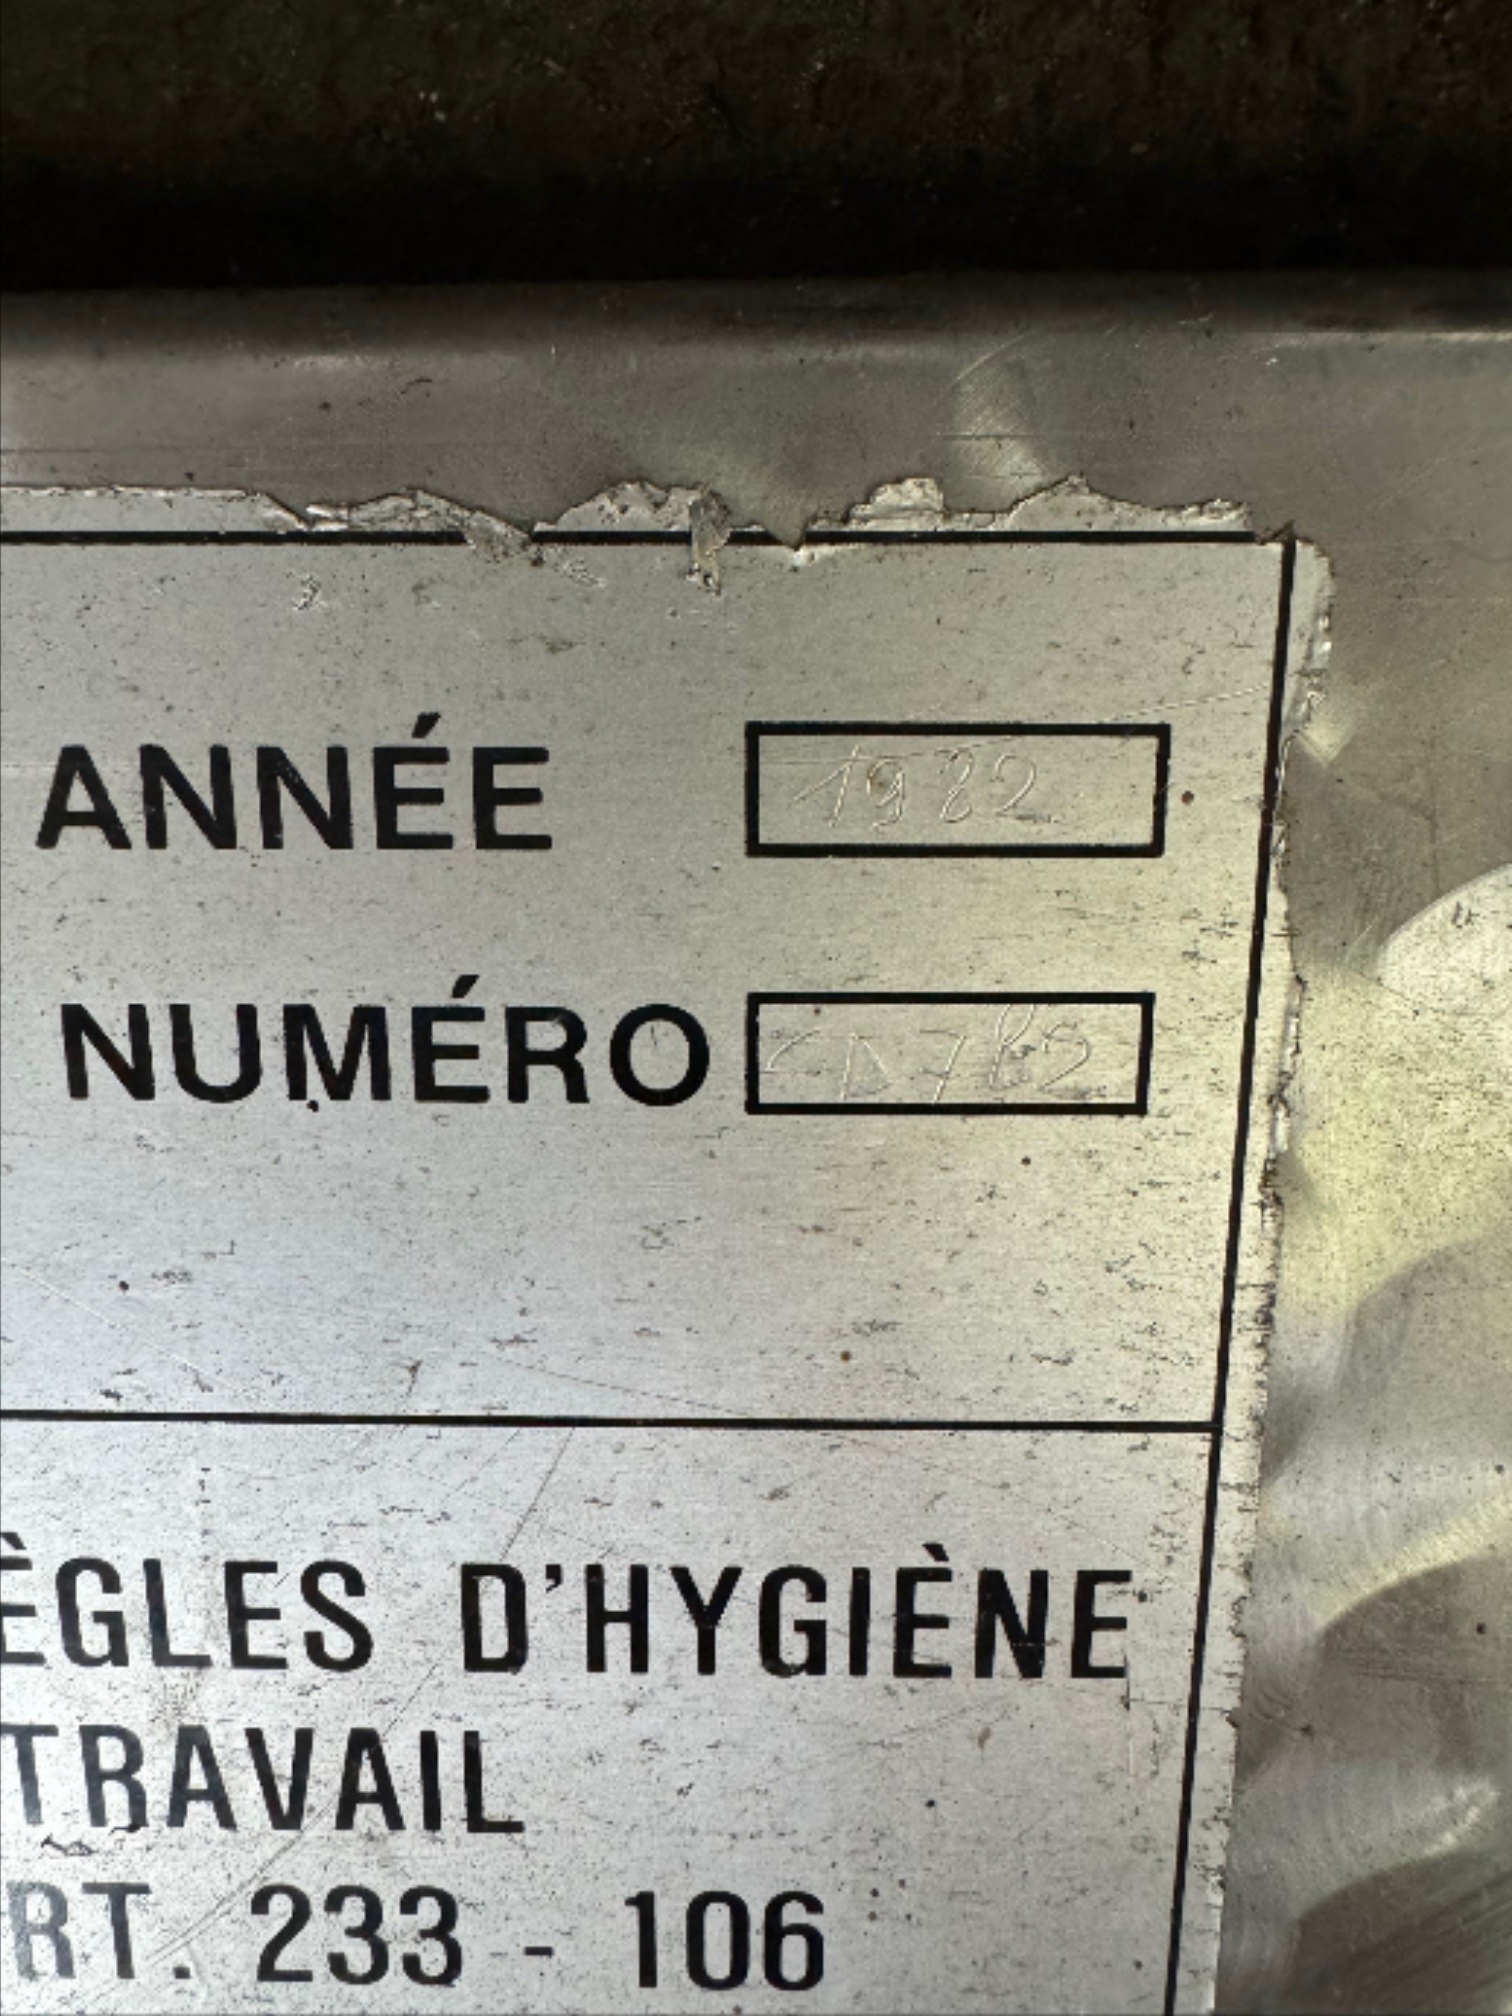 ANNÉE 1982
NUMÉRO
ÈGLES D'HYGIÈNE
TRAVAIL
RT. 233 - 106